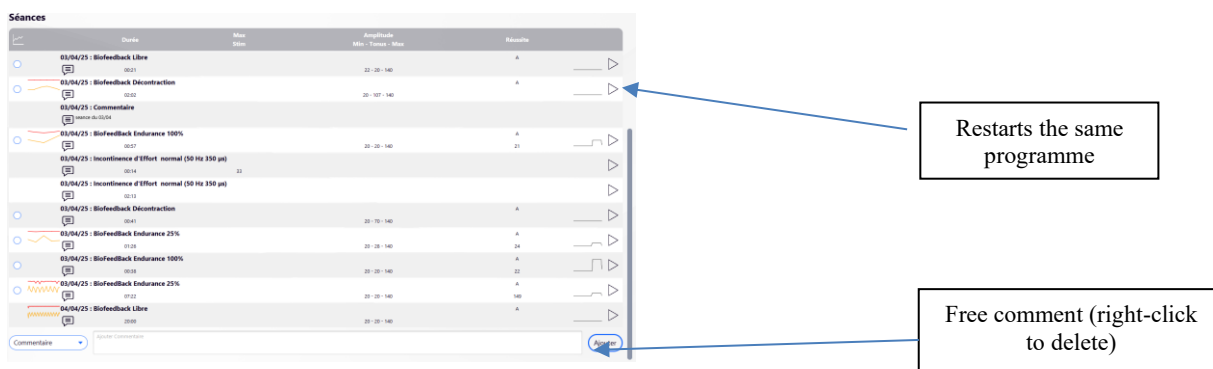 Séances
Durée Max Stim Amplitude Min - Tonus - Max Réussite
03/04/25 : Biofeedback Libre A
00:21 22 - 20 - 140
03/04/25 : Biofeedback Décontraction A
02:02 20 - 107 - 140
03/04/25 : Commentaire
seance du 03/04
03/04/25 : BiofeedBack Endurance 100% A
00:57 20 - 20 - 140 21
03/04/25 : Incontinence d'Effort normal (50 Hz 350 µs)
00:14 33
03/04/25 : Incontinence d'Effort normal (50 Hz 350 µs)
02:13
03/04/25 : Biofeedback Décontraction A
00:41 20 - 70 - 140
03/04/25 : BioFeedBack Endurance 25% A
01:26 20 - 28 - 140 24
03/04/25 : BioFeedBack Endurance 100% A
00:38 20 - 20 - 140 22
03/04/25 : BioFeedBack Endurance 25% A
07:22 20 - 20 - 140 149
04/04/25 : Biofeedback Libre A
20:00 20 - 20 - 140
Commentaire Ajouter Commentaire Ajouter
Restarts the same
programme
Free comment (right-click
to delete)